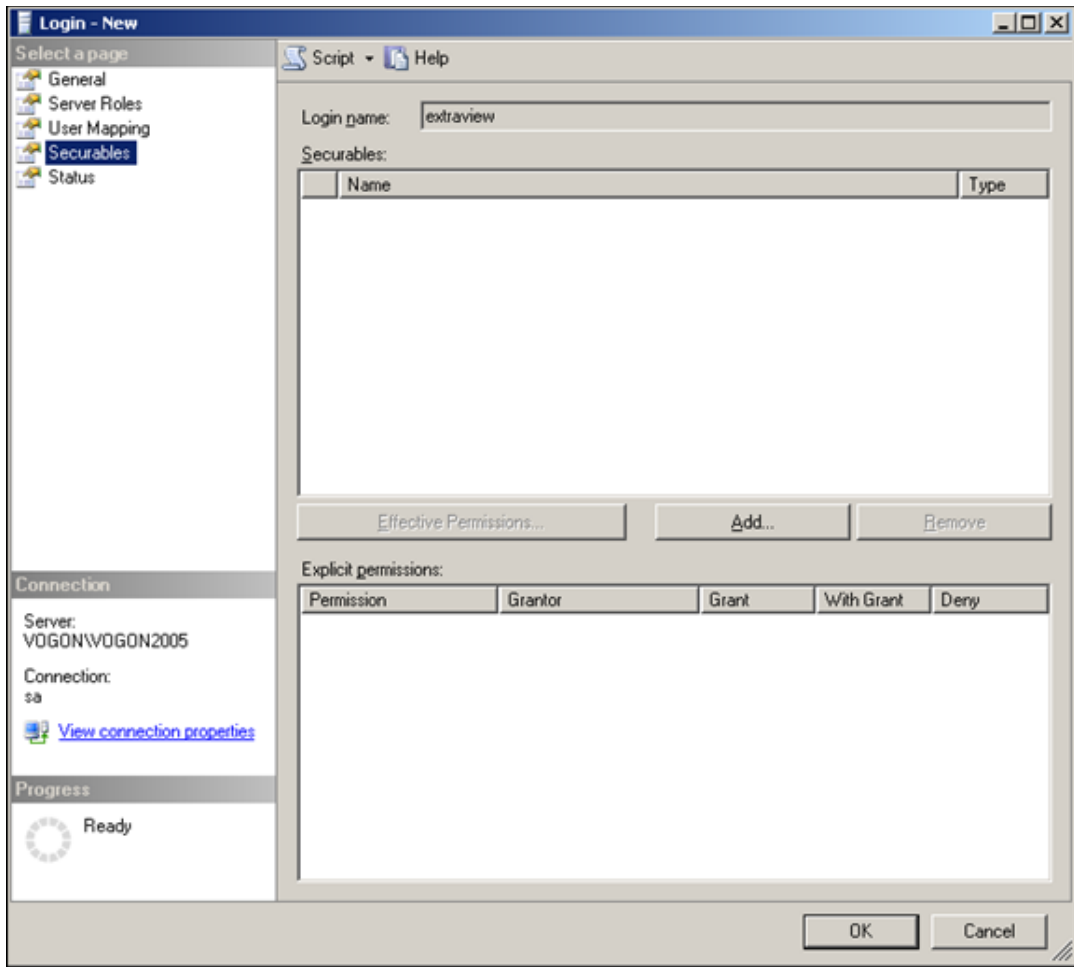 Login - New
Select a page
General
Server Roles
User Mapping
Securables
Status
Script Help
Login name: extraview
Securables:
Name Type
Effective Permissions... Add... Remove
Explicit permissions:
Permission Grantor Grant With Grant Deny
Connection
Server:
VOGON\VOGON2005
Connection:
sa
View connection properties
Progress
Ready
OK Cancel